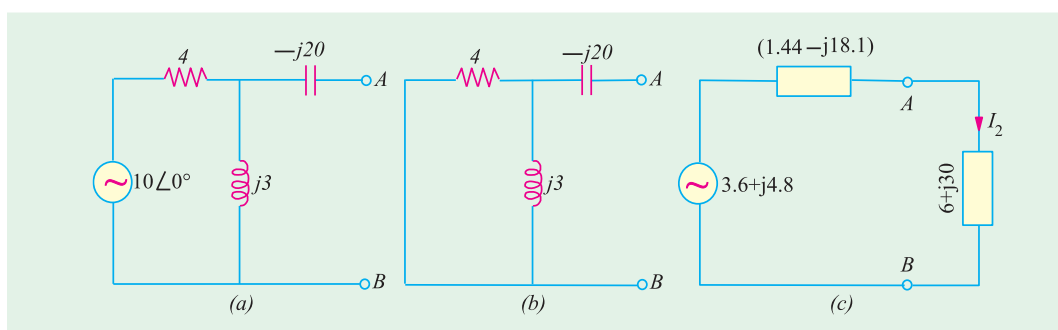 4
—j20
A
10∠0°
j3
B
(a)
4
—j20
A
j3
B
(b)
(1.44 —j18.1)
A
I2
3.6+j4.8
6+j30
B
(c)